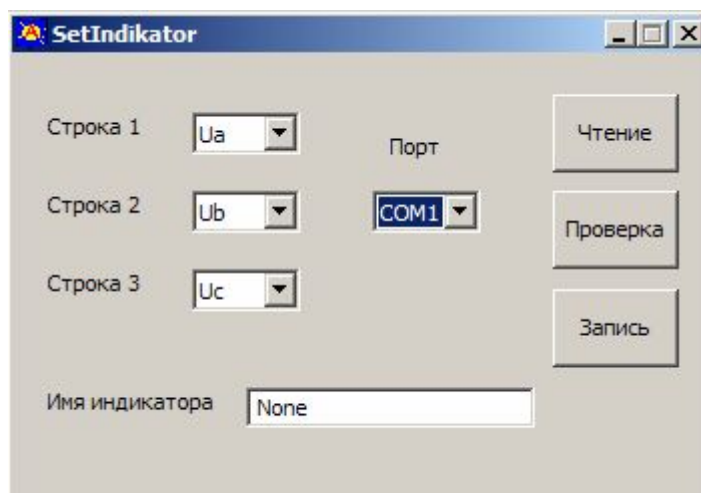 SetIndikator
Строка 1
Ua
Порт
Чтение
Строка 2
Ub
COM1
Проверка
Строка 3
Uc
Запись
Имя индикатора
None